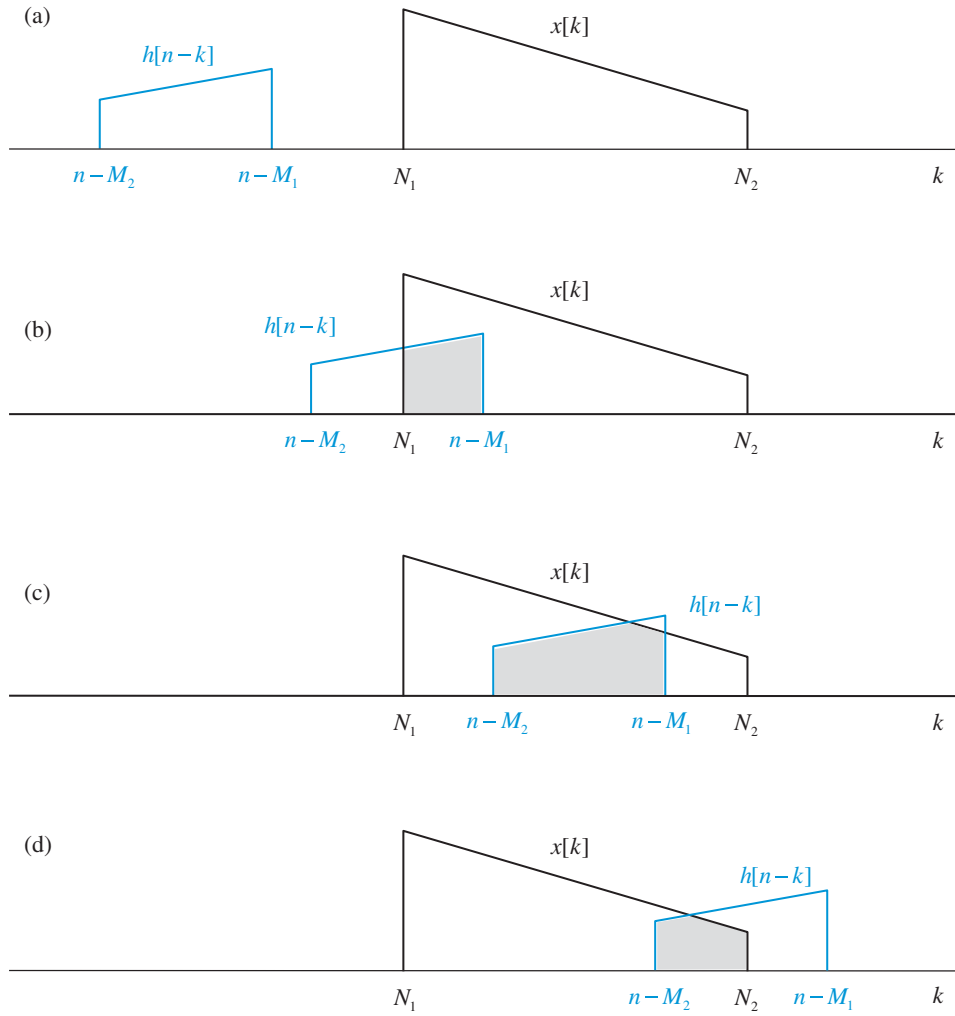 (a)
x[k]
h[n−k]
n−M₂ n−M₁ N₁ N₂ k
(b)
x[k]
h[n−k]
n−M₂ N₁ n−M₁ N₂ k
(c)
x[k]
h[n−k]
N₁ n−M₂ n−M₁ N₂ k
(d)
x[k]
h[n−k]
N₁ n−M₂ N₂ n−M₁ k